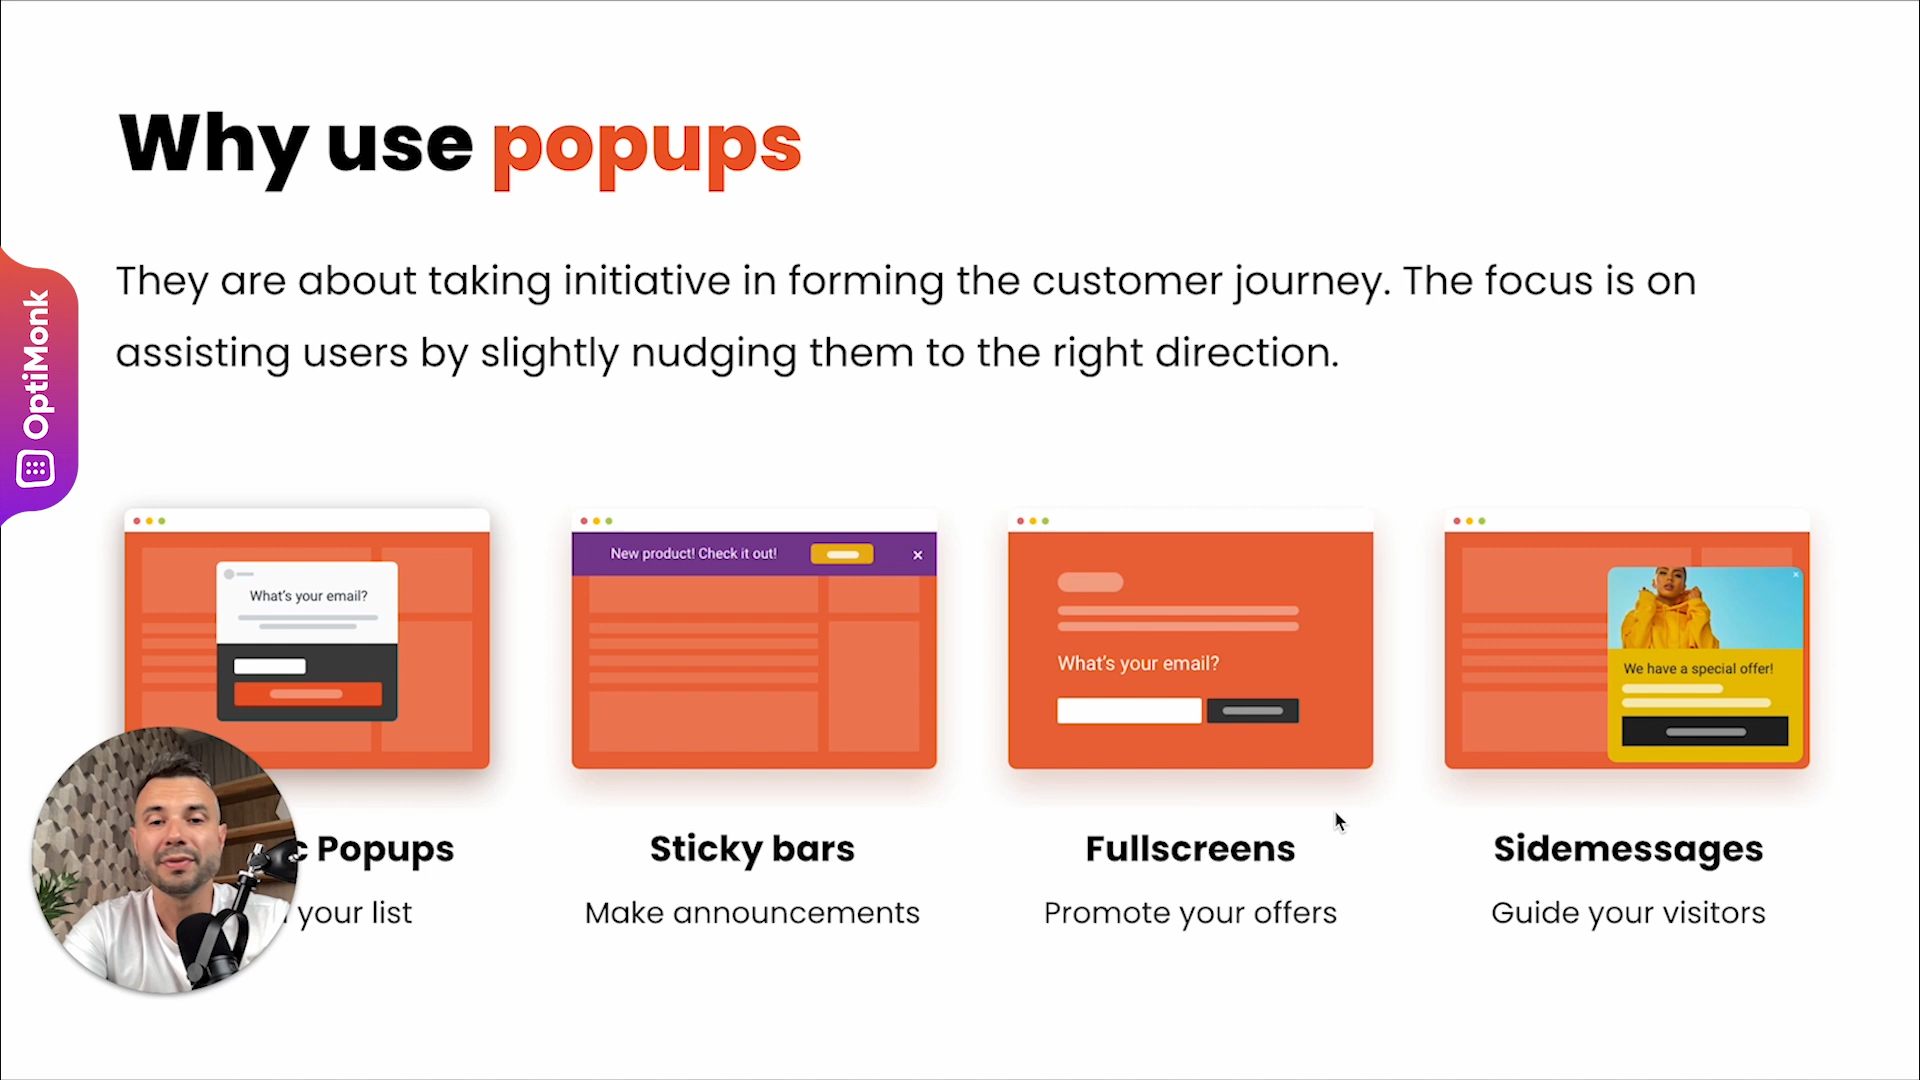 Why use popups
They are about taking initiative in forming the customer journey. The focus is on
assisting users by slightly nudging them to the right direction.
OptiMonk
What's your email?
New product! Check it out!
What's your email?
We have a special offer!
Popups
Sticky bars
Fullscreens
Sidemessages
your list
Make announcements
Promote your offers
Guide your visitors